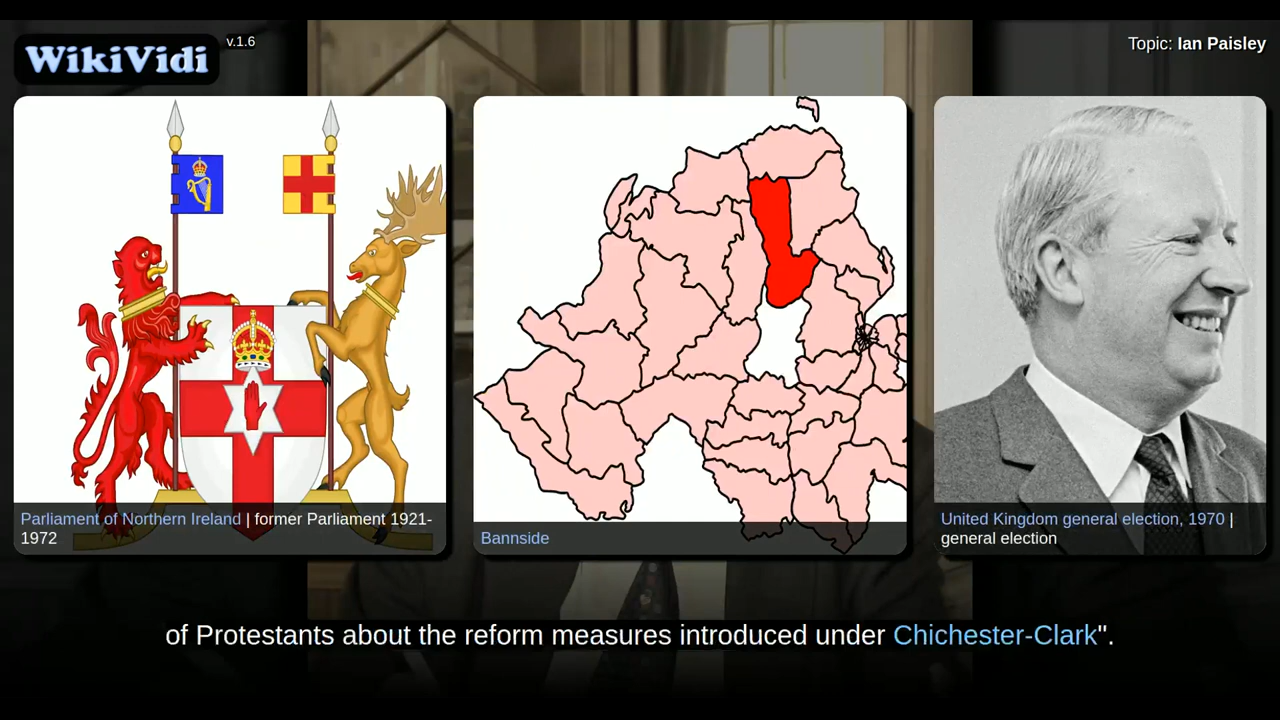 WikiVidi
v.1.6
Topic: Ian Paisley
Parliament of Northern Ireland | former Parliament 1921-
1972
Bannside
United Kingdom general election, 1970 |
general election
of Protestants about the reform measures introduced under Chichester-Clark".